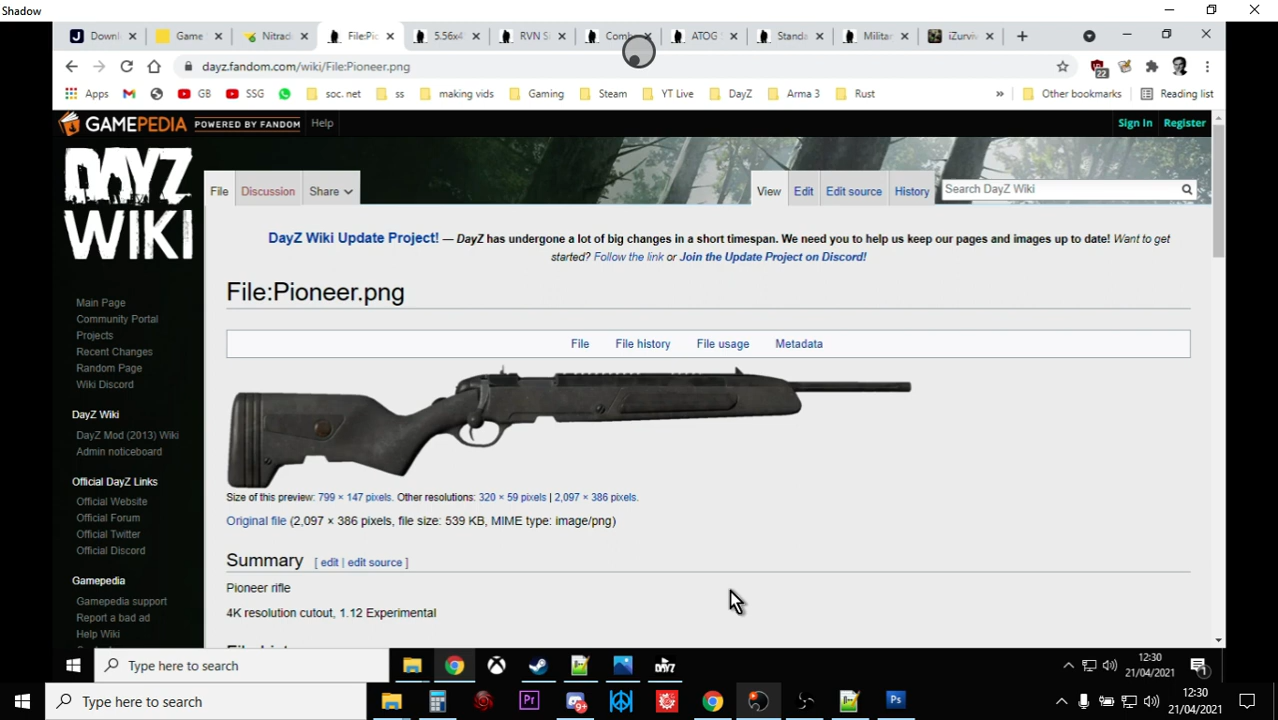 Shadow
Downl
Game
Nitrad
File:Pic
5.56x4
RVN S
Comb
ATOG
Standa
Militar
iZurviv
dayz.fandom.com/wiki/File:Pioneer.png
22
Apps GB SSG soc. net ss making vids Gaming Steam YT Live DayZ Arma 3 Rust » Other bookmarks Reading list
GAMEPEDIA POWERED BY FANDOM Help Sign In Register
DAYZ
WIKI
File Discussion Share View Edit Edit source History Search DayZ Wiki
DayZ Wiki Update Project! — DayZ has undergone a lot of big changes in a short timespan. We need you to help us keep our pages and images up to date! Want to get
started? Follow the link or Join the Update Project on Discord!
File:Pioneer.png
File File history File usage Metadata
Main Page
Community Portal
Projects
Recent Changes
Random Page
Wiki Discord
DayZ Wiki
DayZ Mod (2013) Wiki
Admin noticeboard
Official DayZ Links
Official Website
Official Forum
Official Twitter
Official Discord
Gamepedia
Gamepedia support
Report a bad ad
Help Wiki
Size of this preview: 799 × 147 pixels. Other resolutions: 320 × 59 pixels | 2,097 × 386 pixels.
Original file (2,097 × 386 pixels, file size: 539 KB, MIME type: image/png)
Summary [ edit | edit source ]
Pioneer rifle
4K resolution cutout, 1.12 Experimental
Type here to search
DAYZ
12:30
21/04/2021
1
Type here to search
Pr
9+
Ps
12:30
21/04/2021